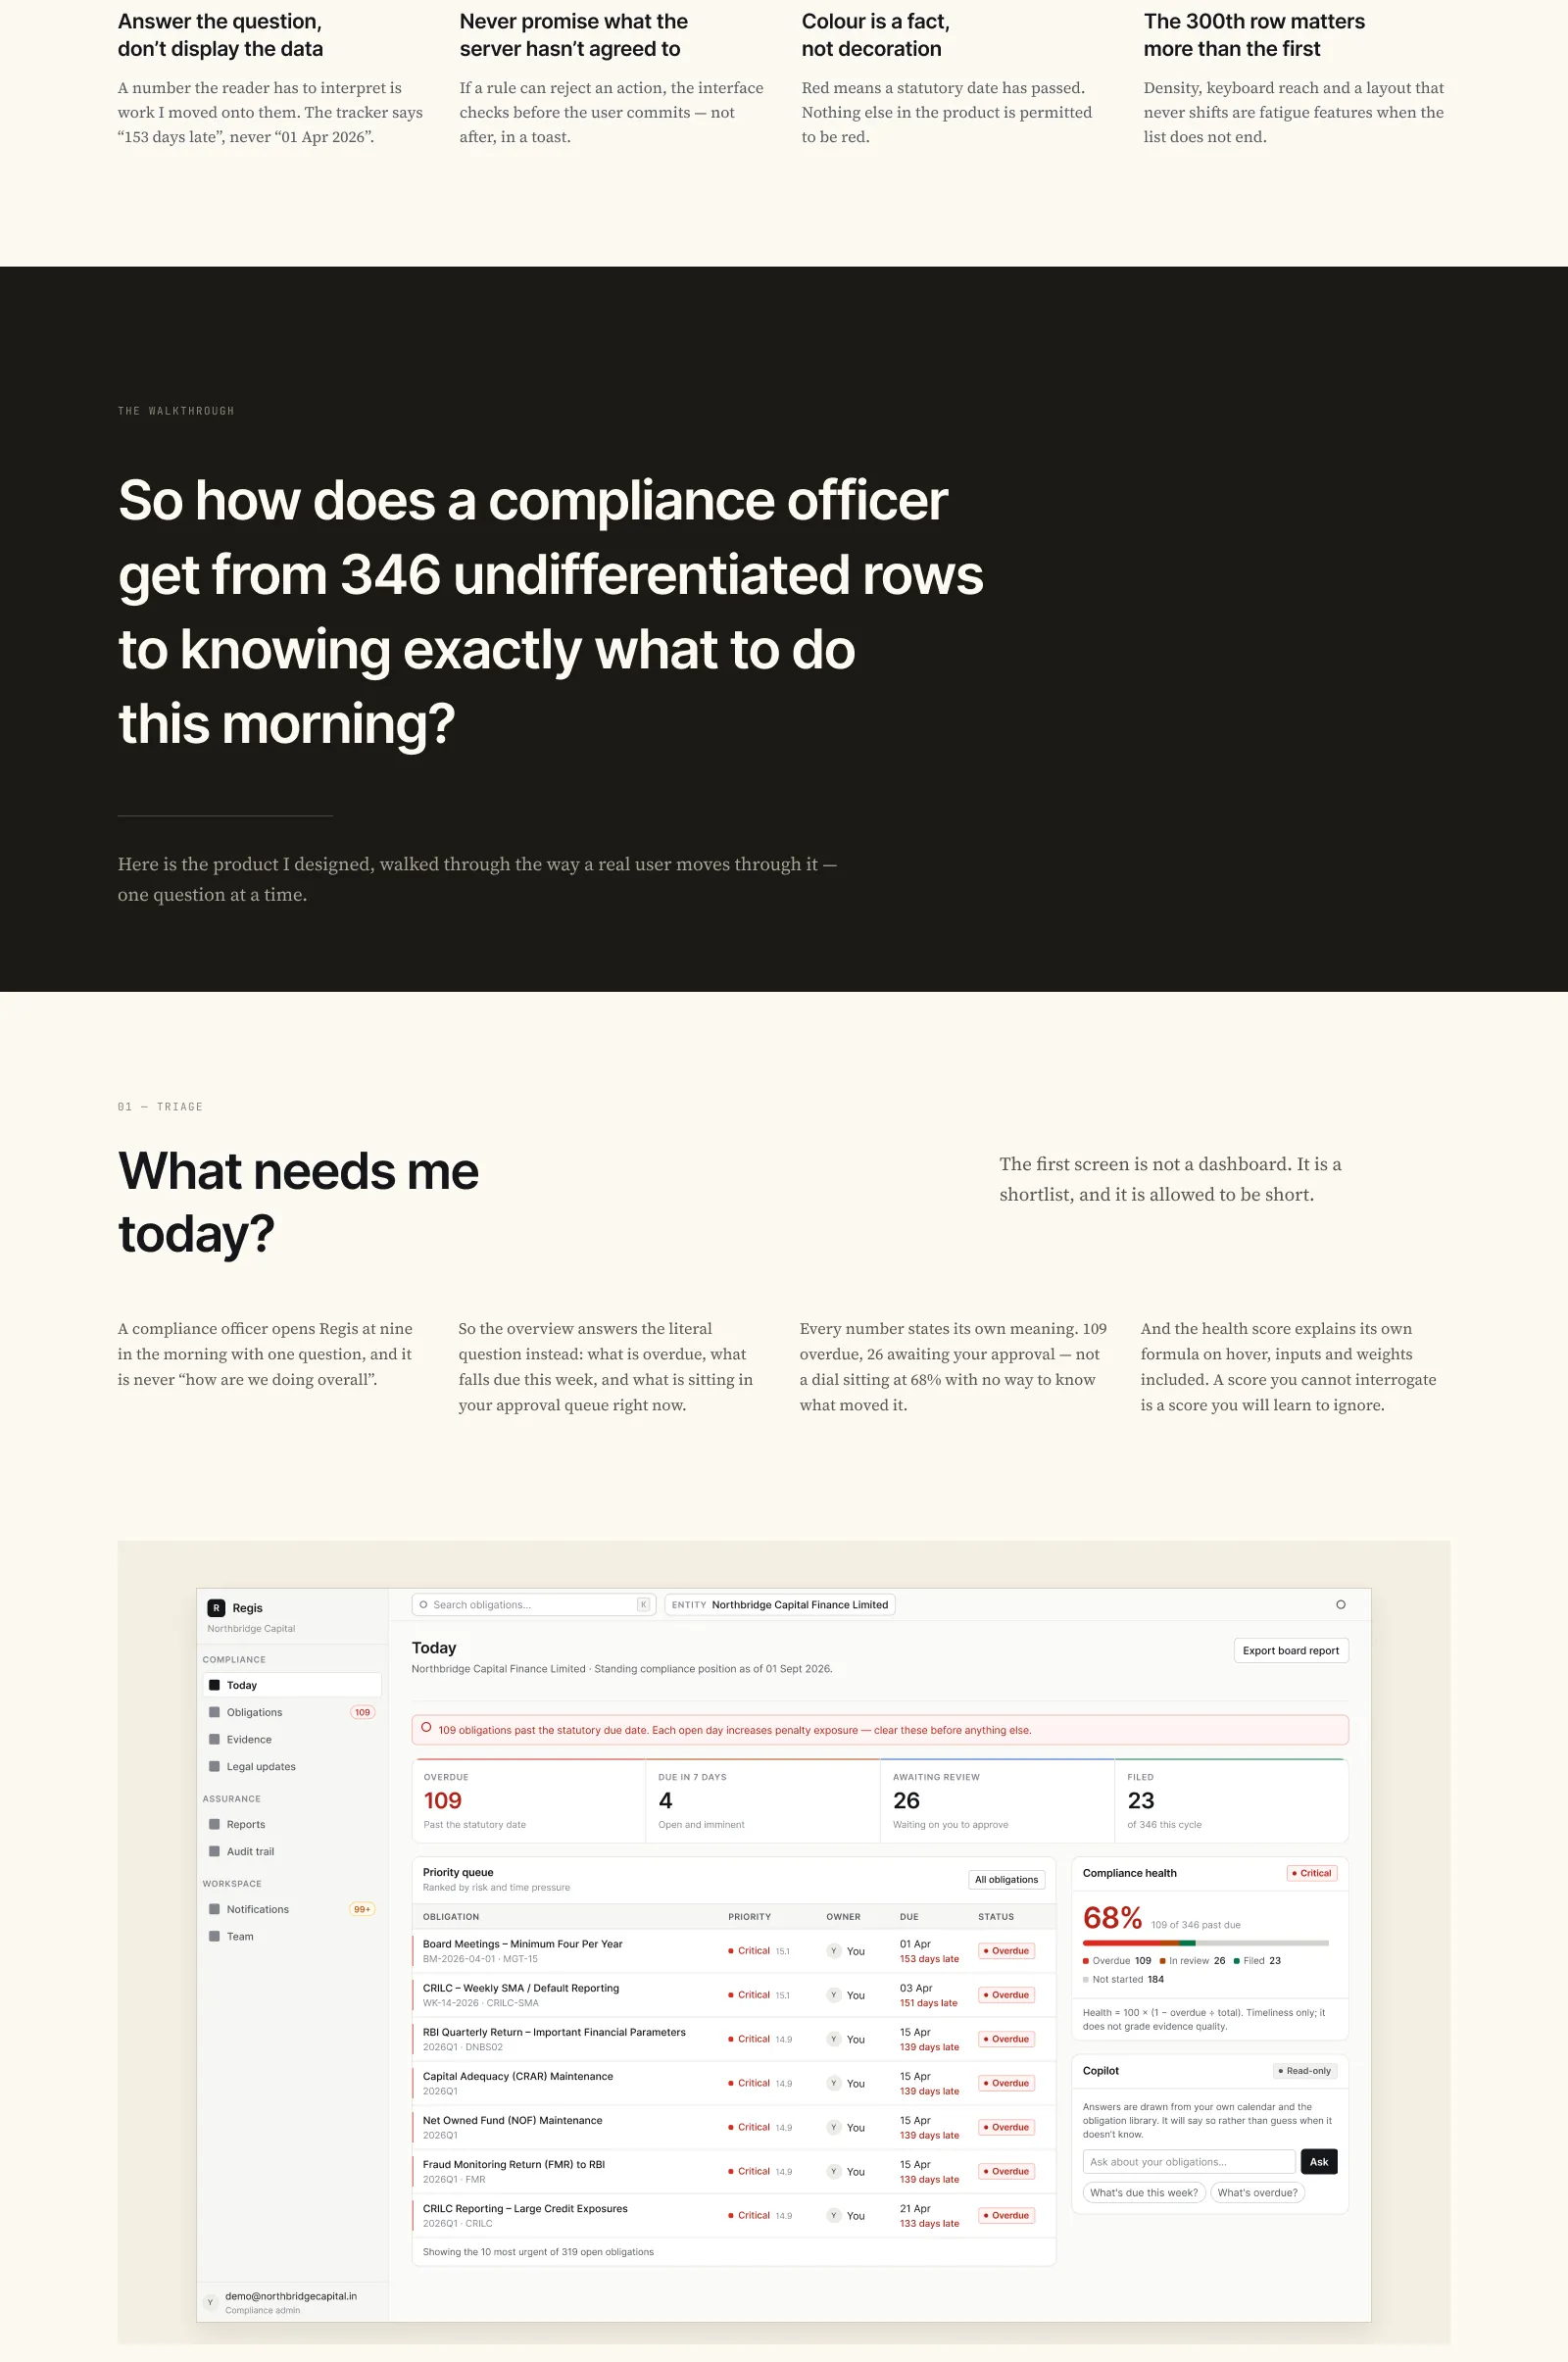 Answer the question,
don’t display the data
A number the reader has to interpret is
work I moved onto them. The tracker says
“153 days late”, never “01 Apr 2026”.
Never promise what the
server hasn’t agreed to
If a rule can reject an action, the interface
checks before the user commits — not
after, in a toast.
Colour is a fact,
not decoration
Red means a statutory date has passed.
Nothing else in the product is permitted
to be red.
The 300th row matters
more than the first
Density, keyboard reach and a layout that
never shifts are fatigue features when the
list does not end.
THE WALKTHROUGH
So how does a compliance officer
get from 346 undifferentiated rows
to knowing exactly what to do
this morning?
Here is the product I designed, walked through the way a real user moves through it —
one question at a time.
01 — TRIAGE
What needs me
today?
The first screen is not a dashboard. It is a
shortlist, and it is allowed to be short.
A compliance officer opens Regis at nine
in the morning with one question, and it
is never “how are we doing overall”.
So the overview answers the literal
question instead: what is overdue, what
falls due this week, and what is sitting in
your approval queue right now.
Every number states its own meaning. 109
overdue, 26 awaiting your approval — not
a dial sitting at 68% with no way to know
what moved it.
And the health score explains its own
formula on hover, inputs and weights
included. A score you cannot interrogate
is a score you will learn to ignore.
R Regis
Northbridge Capital
COMPLIANCE
Today
Obligations 109
Evidence
Legal updates
ASSURANCE
Reports
Audit trail
WORKSPACE
Notifications 99+
Team
Y demo@northbridgecapital.in
Compliance admin
Search obligations... K
ENTITY Northbridge Capital Finance Limited
Today
Northbridge Capital Finance Limited · Standing compliance position as of 01 Sept 2026.
Export board report
109 obligations past the statutory due date. Each open day increases penalty exposure — clear these before anything else.
OVERDUE
109
Past the statutory date
DUE IN 7 DAYS
4
Open and imminent
AWAITING REVIEW
26
Waiting on you to approve
FILED
23
of 346 this cycle
Priority queue
Ranked by risk and time pressure
All obligations
OBLIGATION PRIORITY OWNER DUE STATUS
Board Meetings – Minimum Four Per Year
BM-2026-04-01 · MGT-15
Critical 15.1 Y You
01 Apr
153 days late
Overdue
CRILC – Weekly SMA / Default Reporting
WK-14-2026 · CRILC-SMA
Critical 15.1 Y You
03 Apr
151 days late
Overdue
RBI Quarterly Return – Important Financial Parameters
2026Q1 · DNBS02
Critical 14.9 Y You
15 Apr
139 days late
Overdue
Capital Adequacy (CRAR) Maintenance
2026Q1
Critical 14.9 Y You
15 Apr
139 days late
Overdue
Net Owned Fund (NOF) Maintenance
2026Q1
Critical 14.9 Y You
15 Apr
139 days late
Overdue
Fraud Monitoring Return (FMR) to RBI
2026Q1 · FMR
Critical 14.9 Y You
15 Apr
139 days late
Overdue
CRILC Reporting – Large Credit Exposures
2026Q1 · CRILC
Critical 14.9 Y You
21 Apr
133 days late
Overdue
Showing the 10 most urgent of 319 open obligations
Compliance health
Critical
68% 109 of 346 past due
Overdue 109 In review 26 Filed 23
Not started 184
Health = 100 × (1 − overdue ÷ total). Timeliness only; it
does not grade evidence quality.
Copilot
Read-only
Answers are drawn from your own calendar and the
obligation library. It will say so rather than guess when it
doesn’t know.
Ask about your obligations...
Ask
What's due this week?
What's overdue?